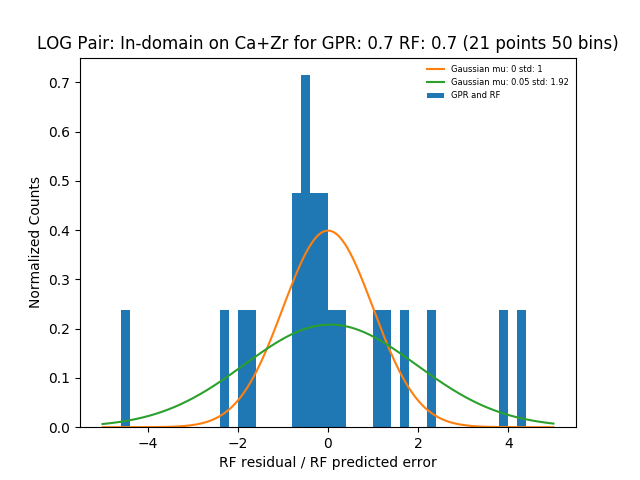 LOG Pair: In-domain on Ca+Zr for GPR: 0.7 RF: 0.7 (21 points 50 bins)
Gaussian mu: 0 std: 1
Gaussian mu: 0.05 std: 1.92
GPR and RF
Normalized Counts
0.7
0.6
0.5
0.4
0.3
0.2
0.1
0.0
−4
−2
0
2
4
RF residual / RF predicted error